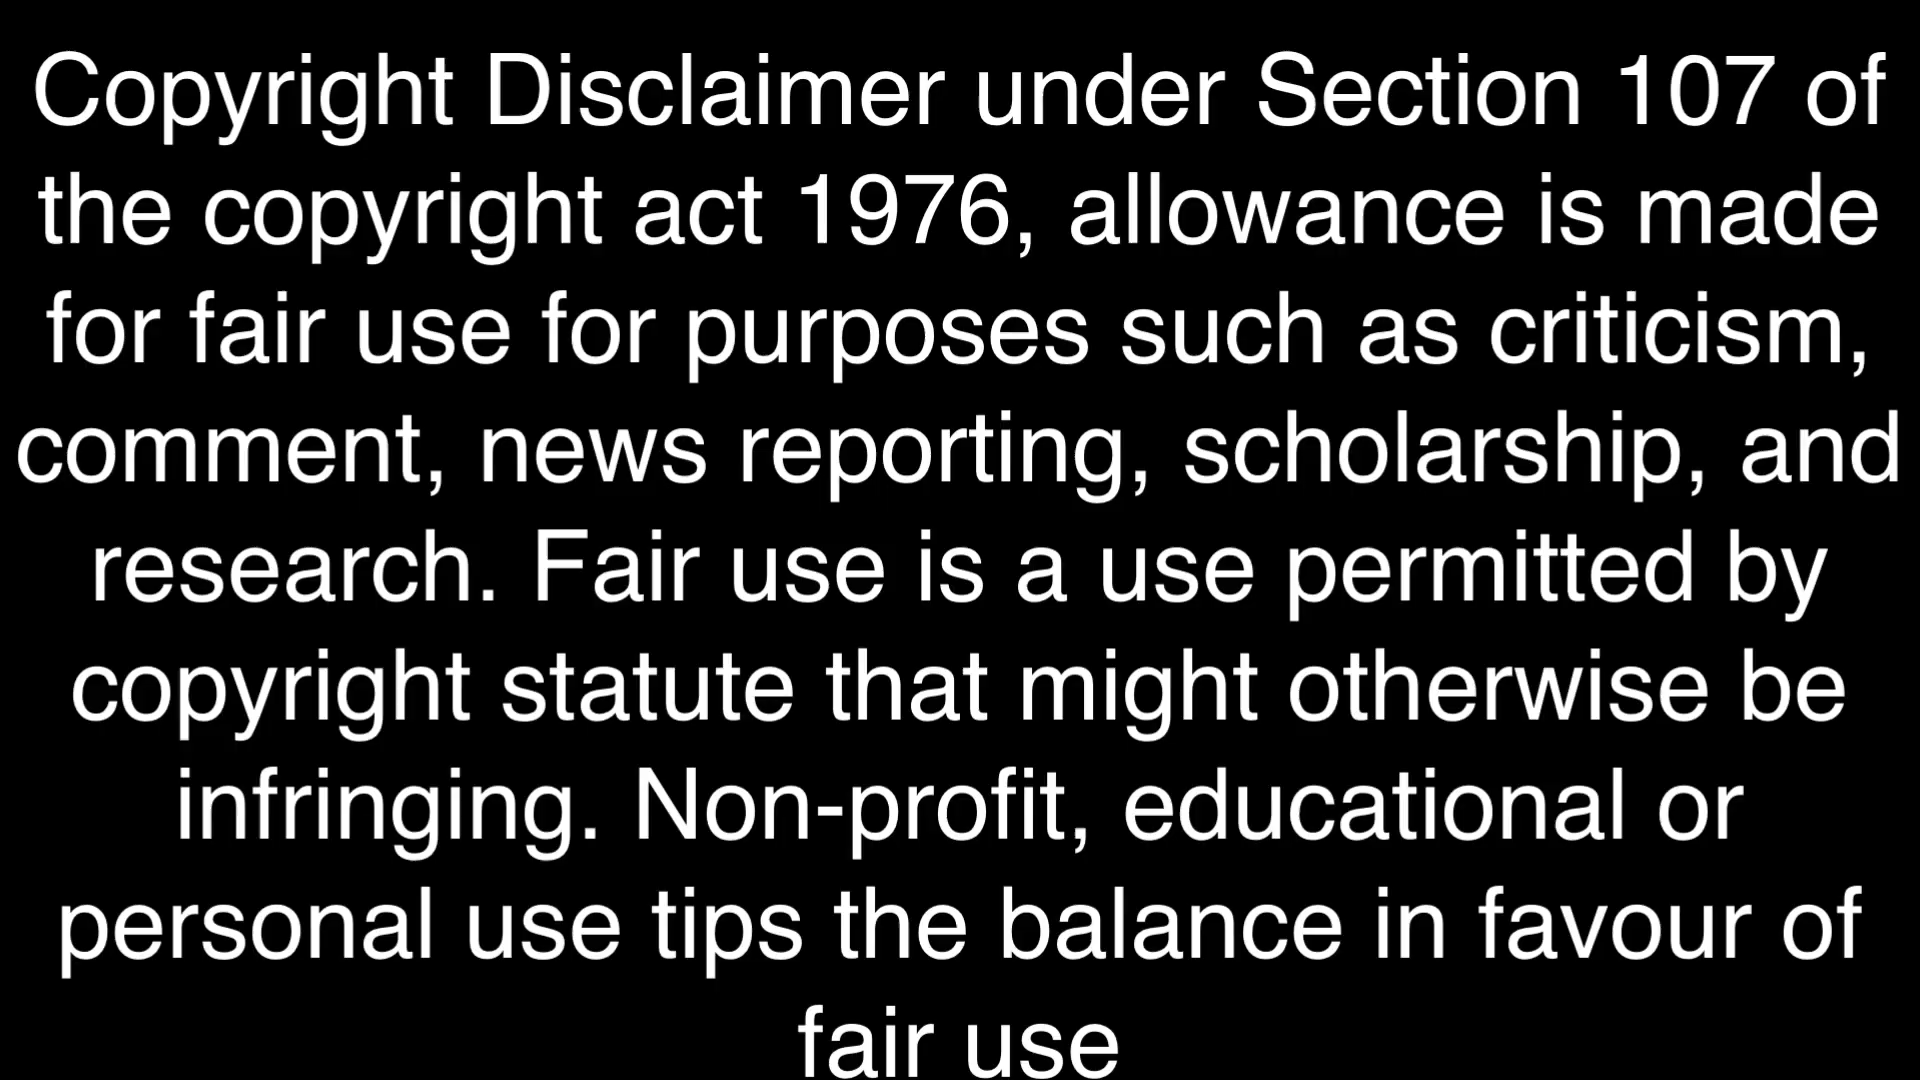 Copyright Disclaimer under Section 107 of
the copyright act 1976, allowance is made
for fair use for purposes such as criticism,
comment, news reporting, scholarship, and
research. Fair use is a use permitted by
copyright statute that might otherwise be
infringing. Non-profit, educational or
personal use tips the balance in favour of
fair use